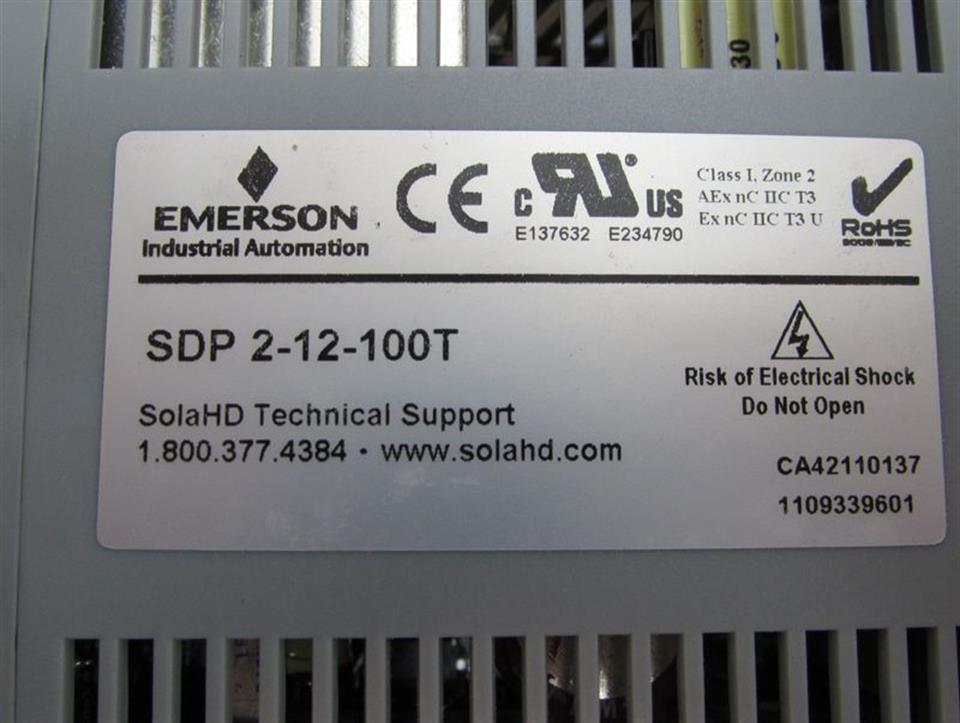 30
EMERSON
Industrial Automation
CE
C UR US
E137632 E234790
Class I, Zone 2
AEx nC IIC T3
Ex nC IIC T3 U
RoHS
SDP 2-12-100T
Risk of Electrical Shock
Do Not Open
SolaHD Technical Support
1.800.377.4384 · www.solahd.com
CA42110137
1109339601